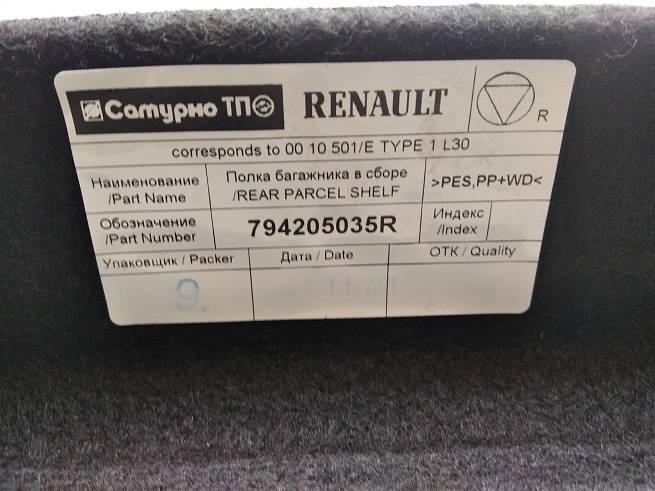 Сатурно ТП RENAULT R
corresponds to 00 10 501/E TYPE 1 L30
Наименование /Part Name
Полка багажника в сборе /REAR PARCEL SHELF
>PES,PP+WD<
Обозначение /Part Number
794205035R
Индекс /Index
Упаковщик / Packer
Дата / Date
ОТК / Quality
9.